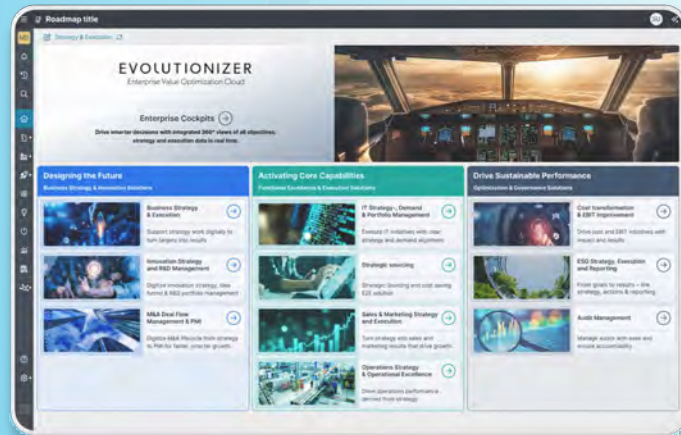 Roadmap title
Strategy & Execution
EVOLUTIONIZER
Enterprise Value Optimization Cloud
Enterprise Cockpits
Drive smarter decisions with integrated 360° views of all objectives,
strategy and execution data in real time.
Designing the Future
Business Strategy & Innovation Solutions
Business Strategy
& Execution
Support strategy work digitally to
turn targets into results
Innovation Strategy
and R&D Management
Digitize innovation strategy, idea
funnel & R&D portfolio management
M&A Deal Flow
Management & PMI
Digitize M&A lifecycle from strategy
to PMI for faster, smarter growth.
Activating Core Capabilities
Functional Excellence & Execution Solutions
IT Strategy-, Demand
& Portfolio Management
Execute IT initiatives with clear
strategy and demand alignment
Strategic sourcing
Strategic sourcing and cost saving
E2E solution
Sales & Marketing Strategy
and Execution
Turn strategy into sales and
marketing results that drive growth.
Operations Strategy
& Operational Excellence
Drive operations performance
derived from strategy
Drive Sustainable Performance
Optimization & Governance Solutions
Cost transformation
& EBIT Improvement
Drive cost and EBIT initiatives with
impact and results
ESG Strategy, Execution
and Reporting
From goals to results – link
strategy, actions & reporting
Audit Management
Manage audits with ease and
ensure accountability